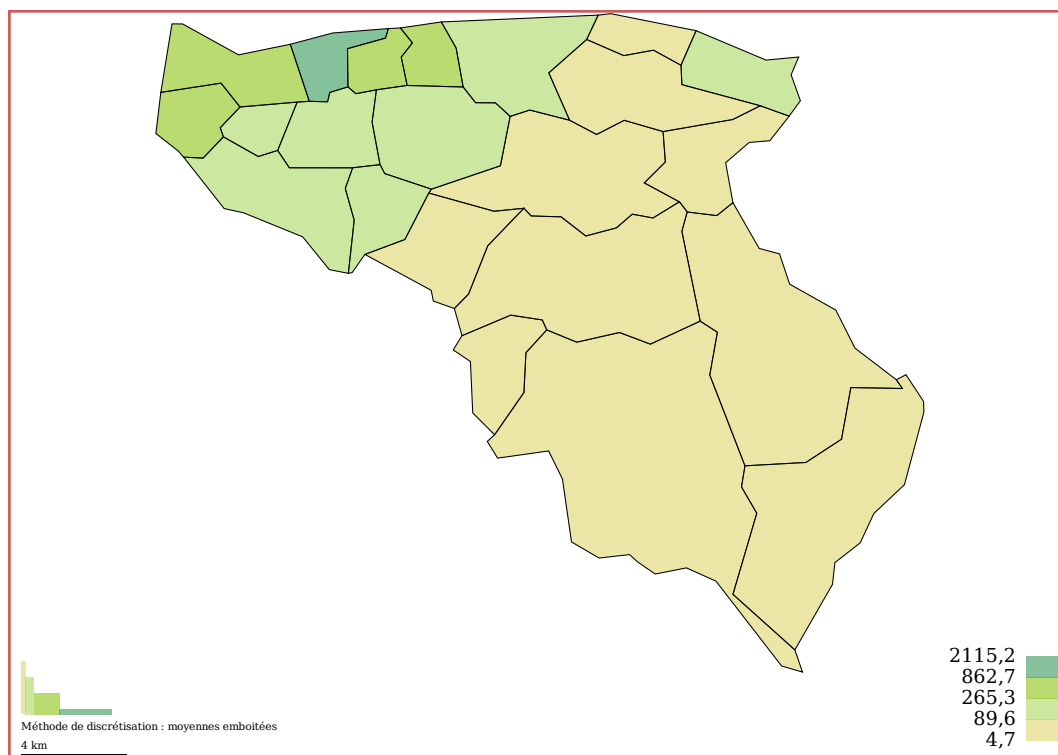 2115,2
862,7
265,3
89,6
4,7
Méthode de discrétisation : moyennes emboitées
4 km